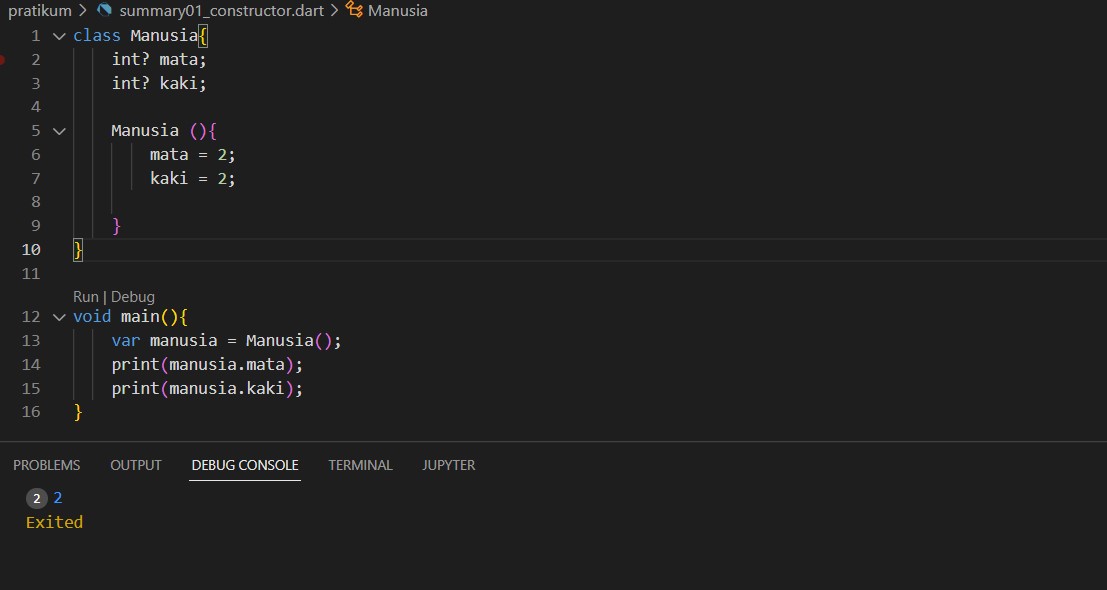 pratikum > summary01_constructor.dart > Manusia
1 class Manusia{
2 int? mata;
3 int? kaki;
4
5 Manusia (){
6 mata = 2;
7 kaki = 2;
8
9 }
10 }
11
Run | Debug
12 void main(){
13 var manusia = Manusia();
14 print(manusia.mata);
15 print(manusia.kaki);
16 }
PROBLEMS OUTPUT DEBUG CONSOLE TERMINAL JUPYTER
2 2
Exited